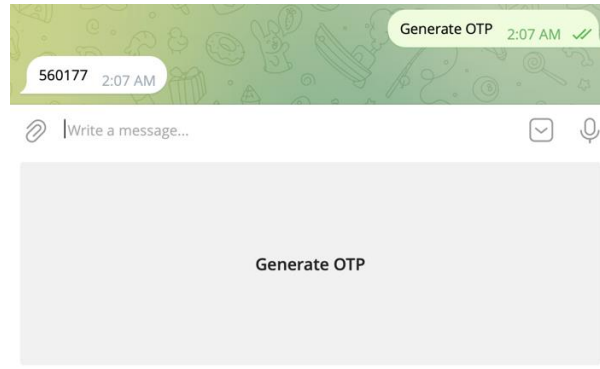 Generate OTP 2:07 AM
560177 2:07 AM
Write a message...
Generate OTP